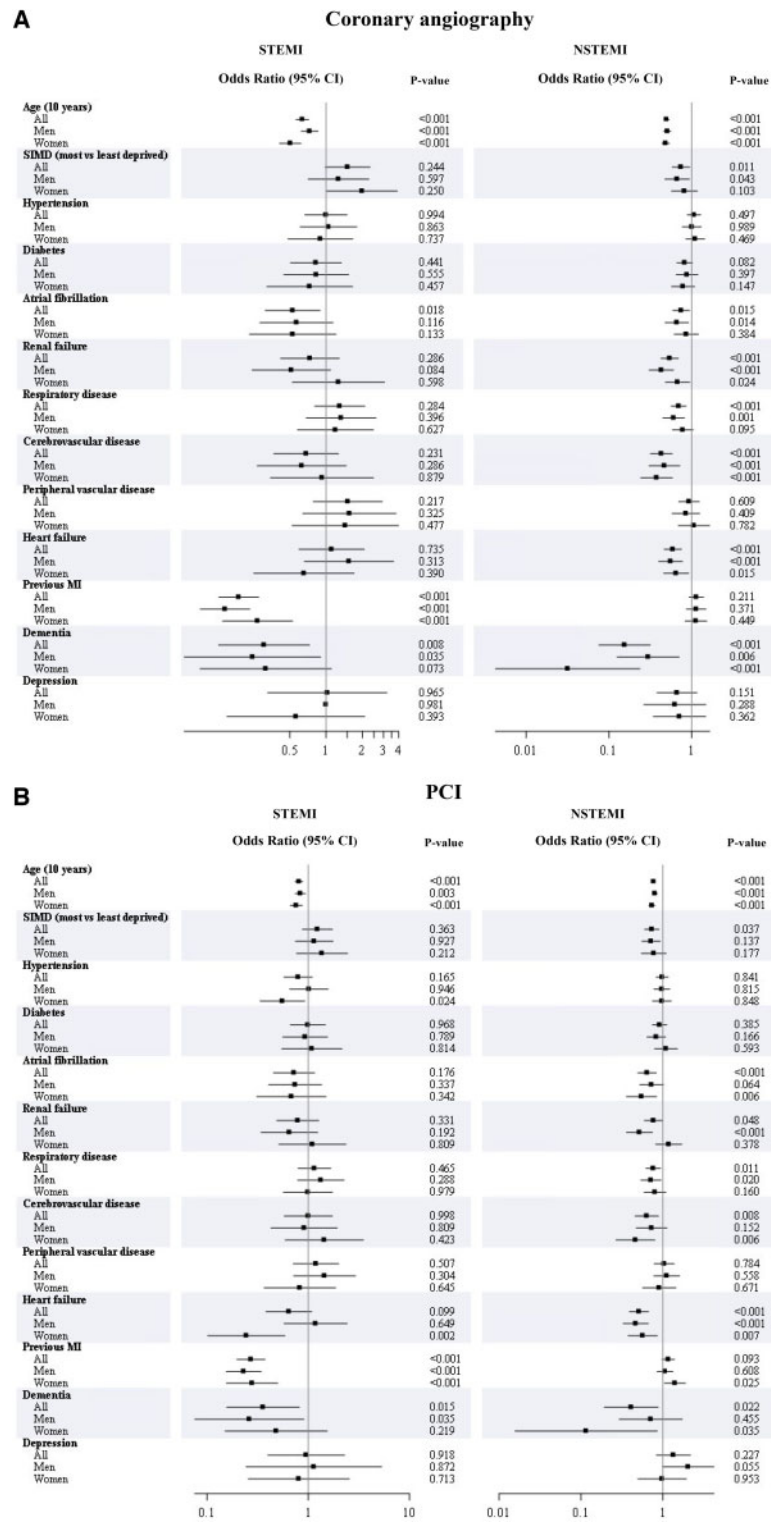 A
Coronary angiography
STEMI NSTEMI
Odds Ratio (95% CI) P-value Odds Ratio (95% CI) P-value
Age (10 years)
All <0.001 <0.001
Men <0.001 <0.001
Women <0.001 <0.001
SIMD (most vs least deprived)
All 0.244 0.011
Men 0.597 0.043
Women 0.250 0.103
Hypertension
All 0.994 0.497
Men 0.863 0.989
Women 0.737 0.469
Diabetes
All 0.441 0.082
Men 0.555 0.397
Women 0.457 0.147
Atrial fibrillation
All 0.018 0.015
Men 0.116 0.014
Women 0.133 0.384
Renal failure
All 0.286 <0.001
Men 0.084 <0.001
Women 0.598 0.024
Respiratory disease
All 0.284 <0.001
Men 0.396 0.001
Women 0.627 0.095
Cerebrovascular disease
All 0.231 <0.001
Men 0.286 <0.001
Women 0.879 <0.001
Peripheral vascular disease
All 0.217 0.609
Men 0.325 0.409
Women 0.477 0.782
Heart failure
All 0.735 <0.001
Men 0.313 <0.001
Women 0.390 0.015
Previous MI
All <0.001 0.211
Men <0.001 0.371
Women <0.001 0.449
Dementia
All 0.008 <0.001
Men 0.035 0.006
Women 0.073 <0.001
Depression
All 0.965 0.151
Men 0.981 0.288
Women 0.393 0.362
0.5 1 2 3 4 0.01 0.1 1
B
PCI
STEMI NSTEMI
Odds Ratio (95% CI) P-value Odds Ratio (95% CI) P-value
Age (10 years)
All <0.001 <0.001
Men 0.003 <0.001
Women <0.001 <0.001
SIMD (most vs least deprived)
All 0.363 0.037
Men 0.927 0.137
Women 0.212 0.177
Hypertension
All 0.165 0.841
Men 0.946 0.815
Women 0.024 0.848
Diabetes
All 0.968 0.385
Men 0.789 0.166
Women 0.814 0.593
Atrial fibrillation
All 0.176 <0.001
Men 0.337 0.064
Women 0.342 0.006
Renal failure
All 0.331 0.048
Men 0.192 <0.001
Women 0.809 0.378
Respiratory disease
All 0.465 0.011
Men 0.288 0.020
Women 0.979 0.160
Cerebrovascular disease
All 0.998 0.008
Men 0.809 0.152
Women 0.423 0.006
Peripheral vascular disease
All 0.507 0.784
Men 0.304 0.558
Women 0.645 0.671
Heart failure
All 0.099 <0.001
Men 0.649 <0.001
Women 0.002 0.007
Previous MI
All <0.001 0.093
Men <0.001 0.608
Women <0.001 0.025
Dementia
All 0.015 0.022
Men 0.035 0.455
Women 0.219 0.035
Depression
All 0.918 0.227
Men 0.872 0.055
Women 0.713 0.953
0.1 1 10 0.01 0.1 1